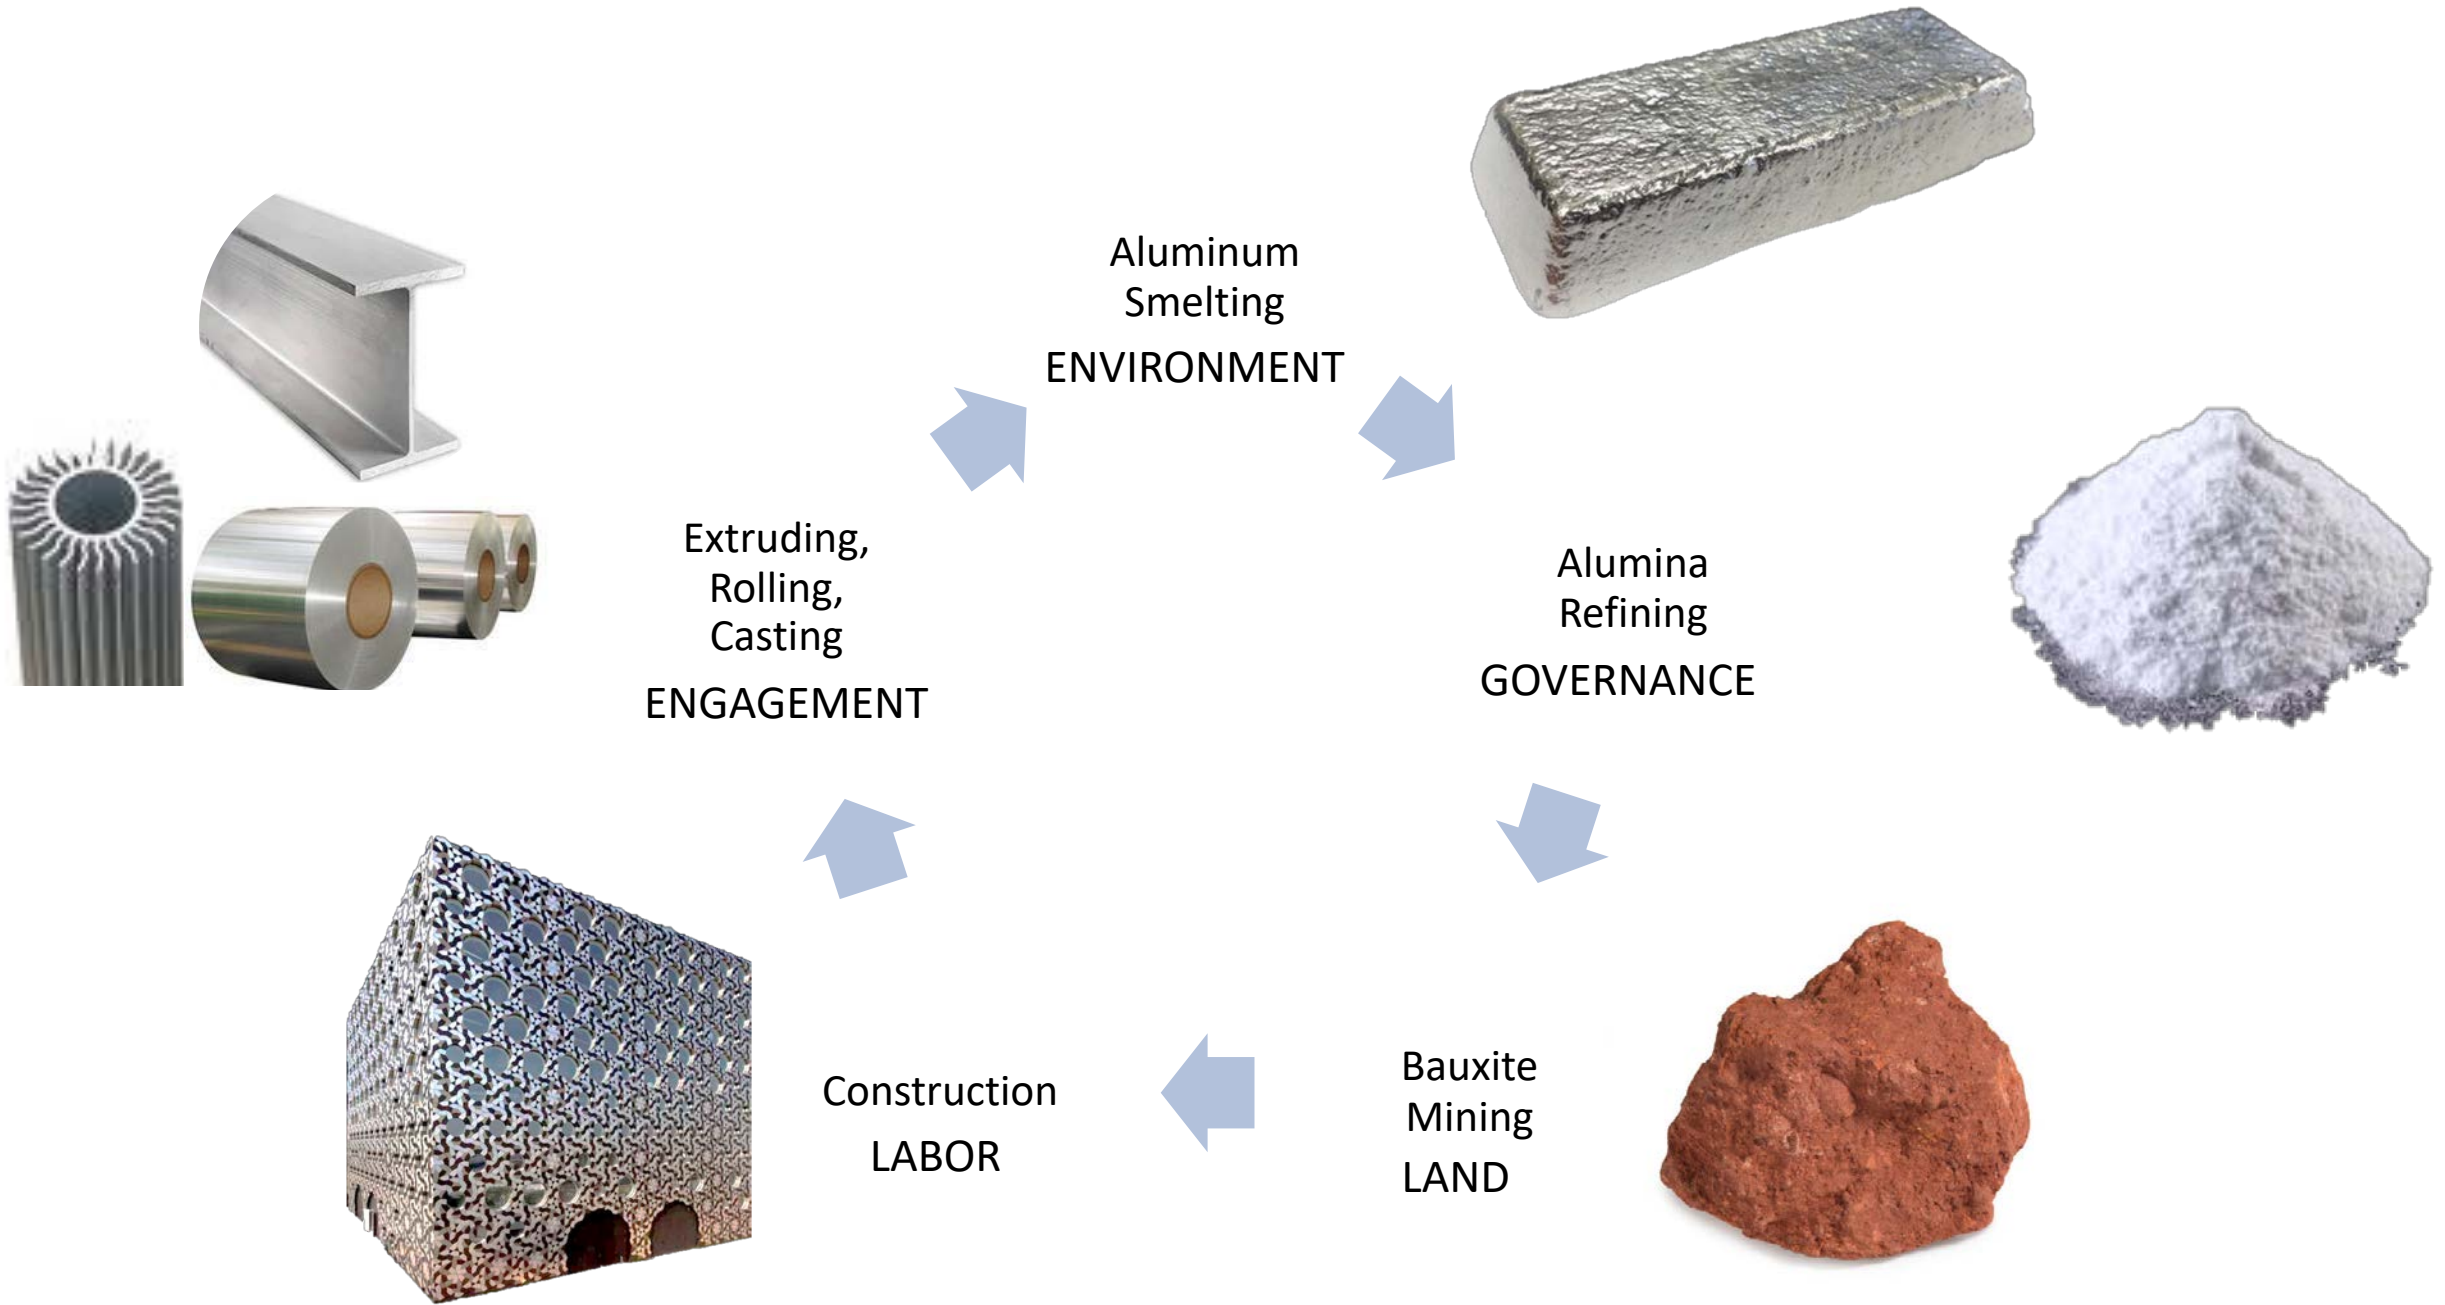 Aluminum
Smelting
ENVIRONMENT
Extruding,
Rolling,
Casting
ENGAGEMENT
Alumina
Refining
GOVERNANCE
Construction
LABOR
Bauxite
Mining
LAND